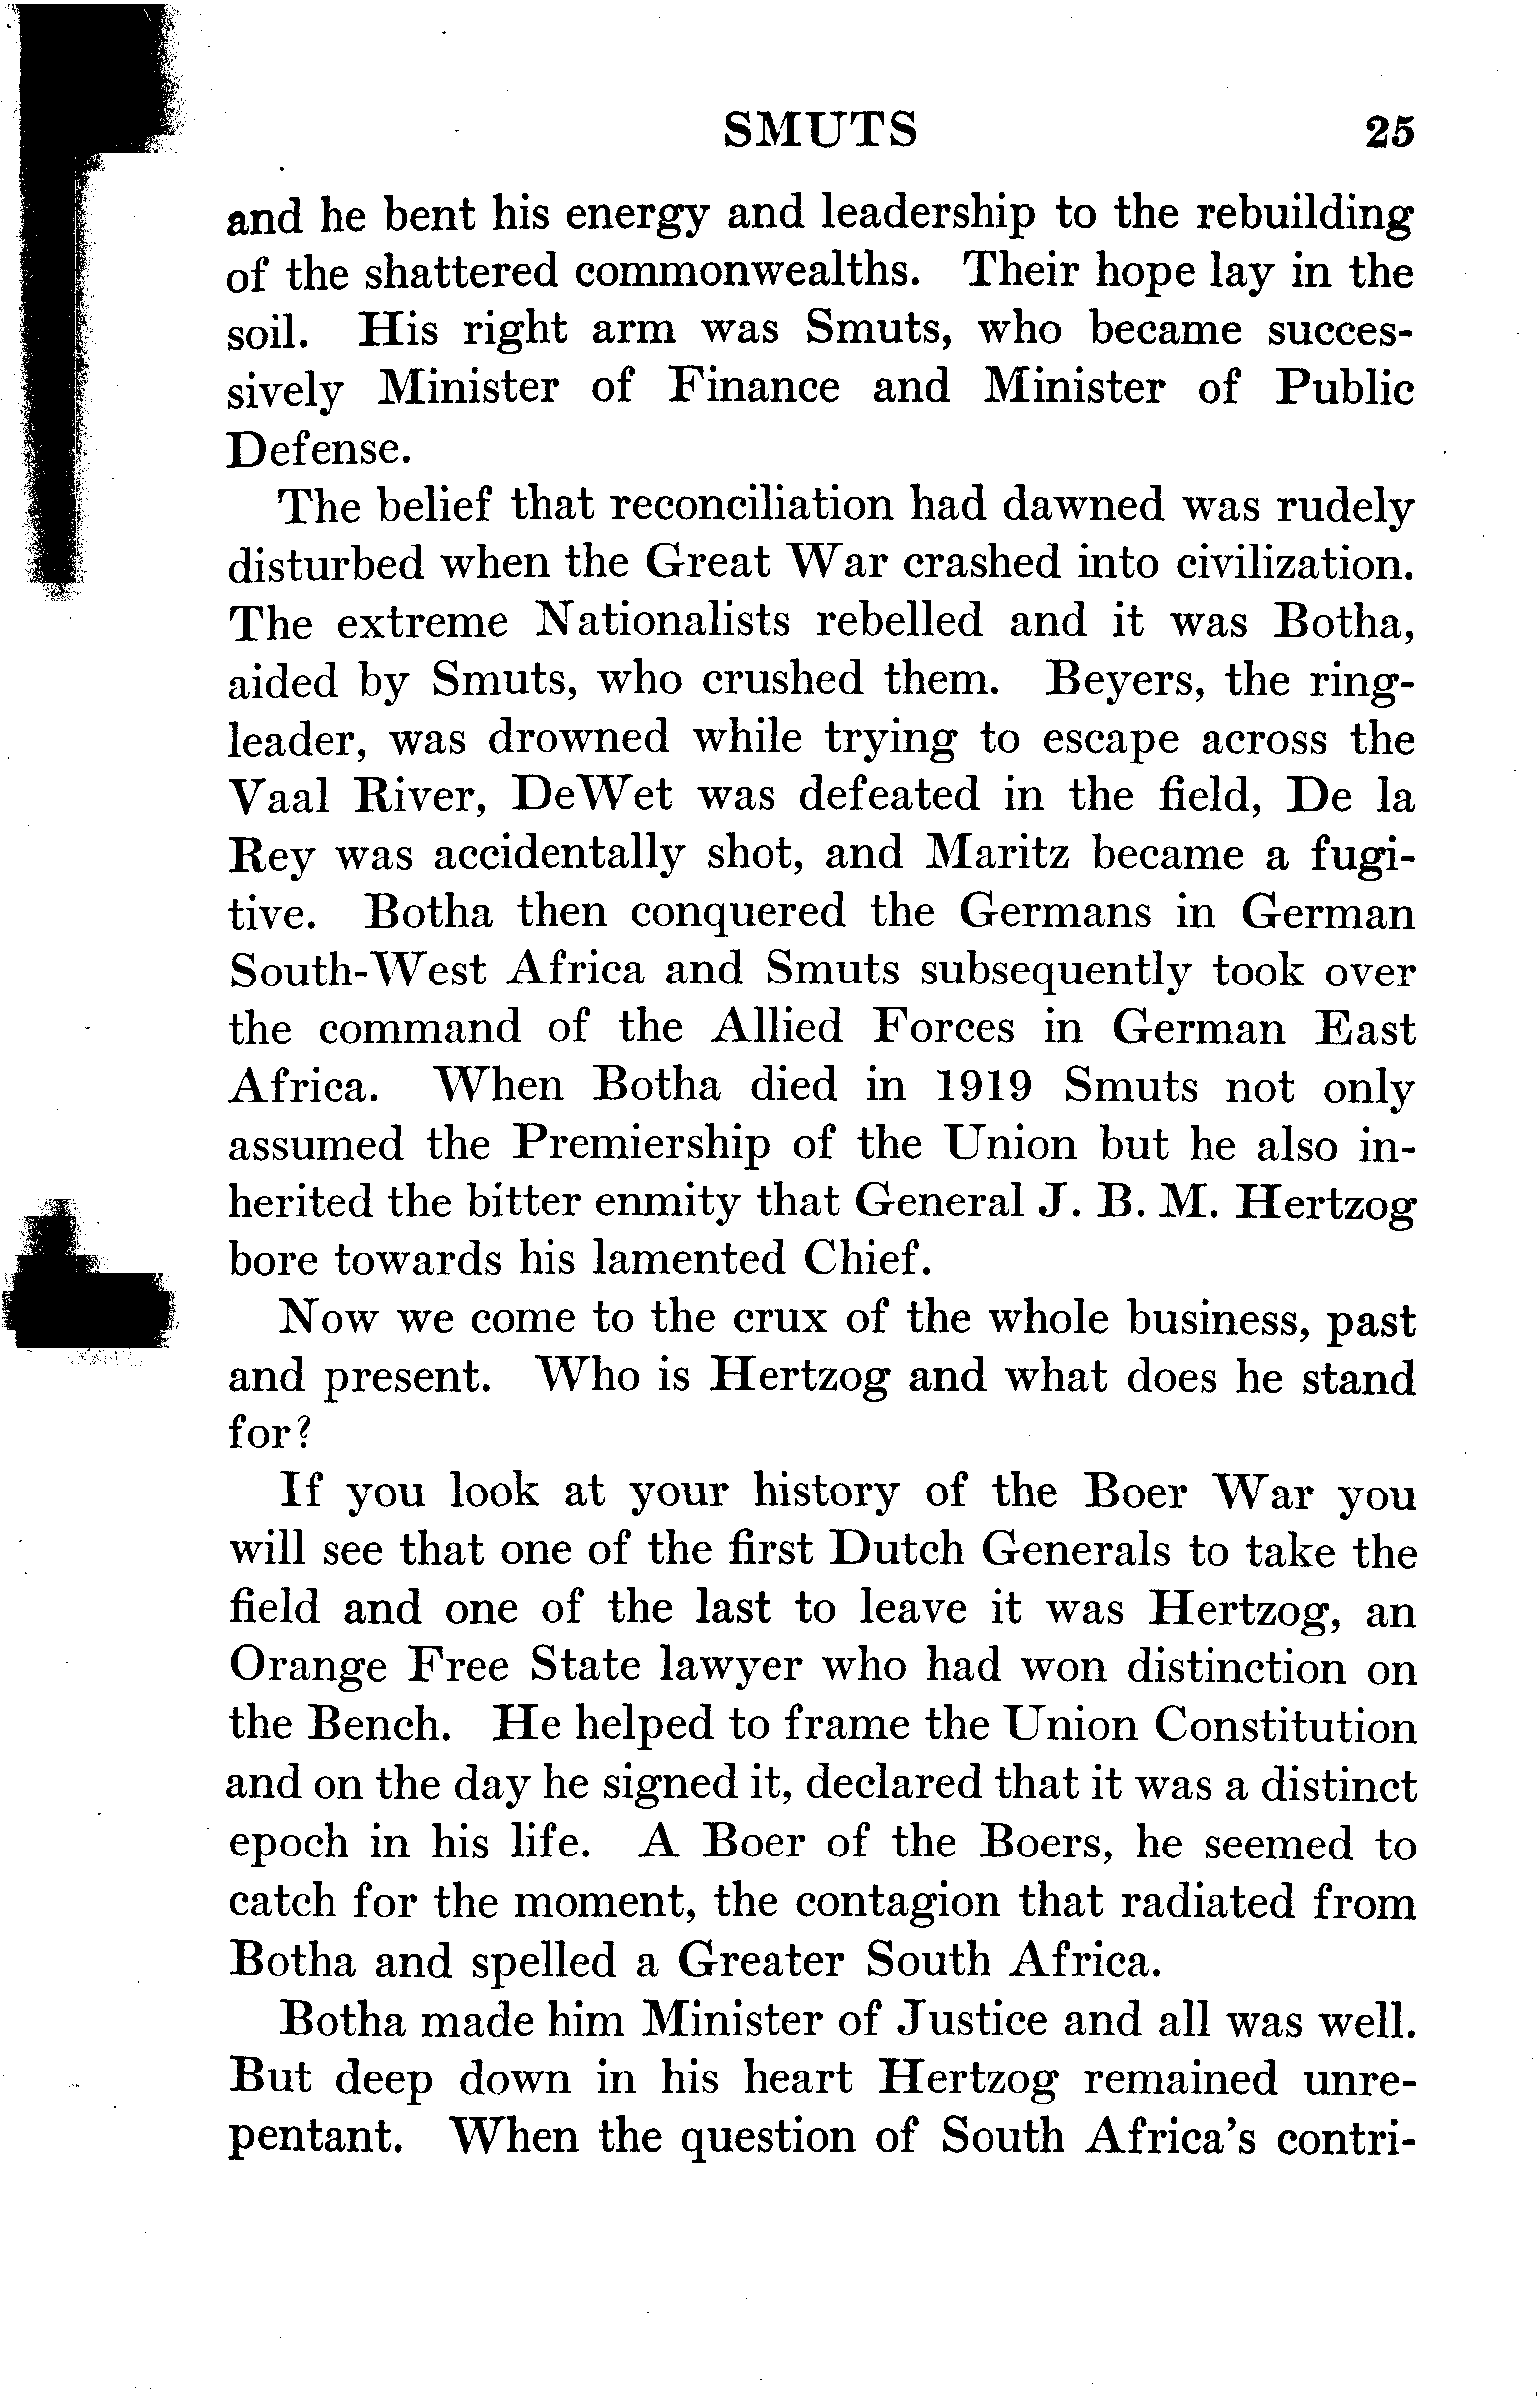 SMUTS 25
and he bent his energy and leadership to the rebuilding
of the shattered commonwealths. Their hope lay in the
soil. His right arm was Smuts, who became succes-
sively Minister of Finance and Minister of Public
Defense.
The belief that reconciliation had dawned was rudely
disturbed when the Great War crashed into civilization.
The extreme Nationalists rebelled and it was Botha,
aided by Smuts, who crushed them. Beyers, the ring-
leader, was drowned while trying to escape across the
Vaal River, DeWet was defeated in the field, De la
Rey was accidentally shot, and Maritz became a fugi-
tive. Botha then conquered the Germans in German
South-West Africa and Smuts subsequently took over
the command of the Allied Forces in German East
Africa. When Botha died in 1919 Smuts not only
assumed the Premiership of the Union but he also in-
herited the bitter enmity that General J. B. M. Hertzog
bore towards his lamented Chief.
Now we come to the crux of the whole business, past
and present. Who is Hertzog and what does he stand
for?
If you look at your history of the Boer War you
will see that one of the first Dutch Generals to take the
field and one of the last to leave it was Hertzog, an
Orange Free State lawyer who had won distinction on
the Bench. He helped to frame the Union Constitution
and on the day he signed it, declared that it was a distinct
epoch in his life. A Boer of the Boers, he seemed to
catch for the moment, the contagion that radiated from
Botha and spelled a Greater South Africa.
Botha made him Minister of Justice and all was well.
But deep down in his heart Hertzog remained unre-
pentant. When the question of South Africa's contri-